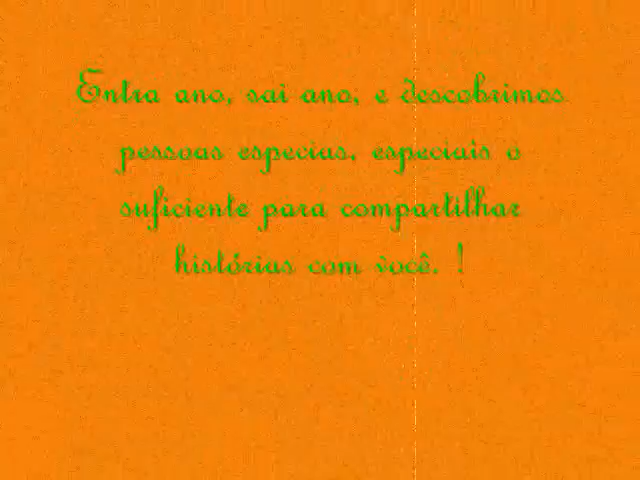 Entra ano, sai ano, e descobrimos
pessoas especias, especiais o
suficiente para compartilhar
histórias com você. !